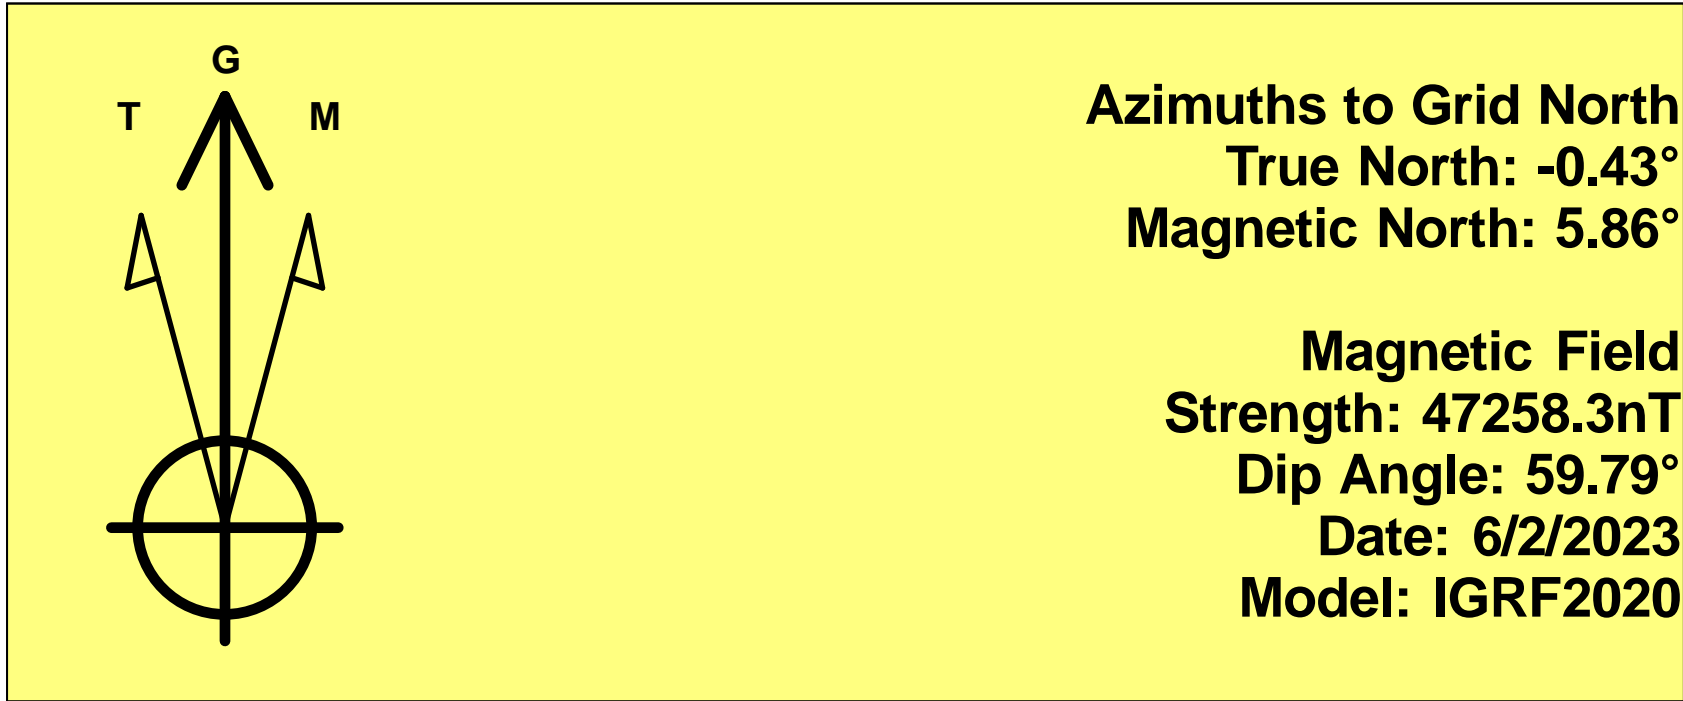 G
T
M
Azimuths to Grid North
True North: -0.43°
Magnetic North: 5.86°
Magnetic Field
Strength: 47258.3nT
Dip Angle: 59.79°
Date: 6/2/2023
Model: IGRF2020